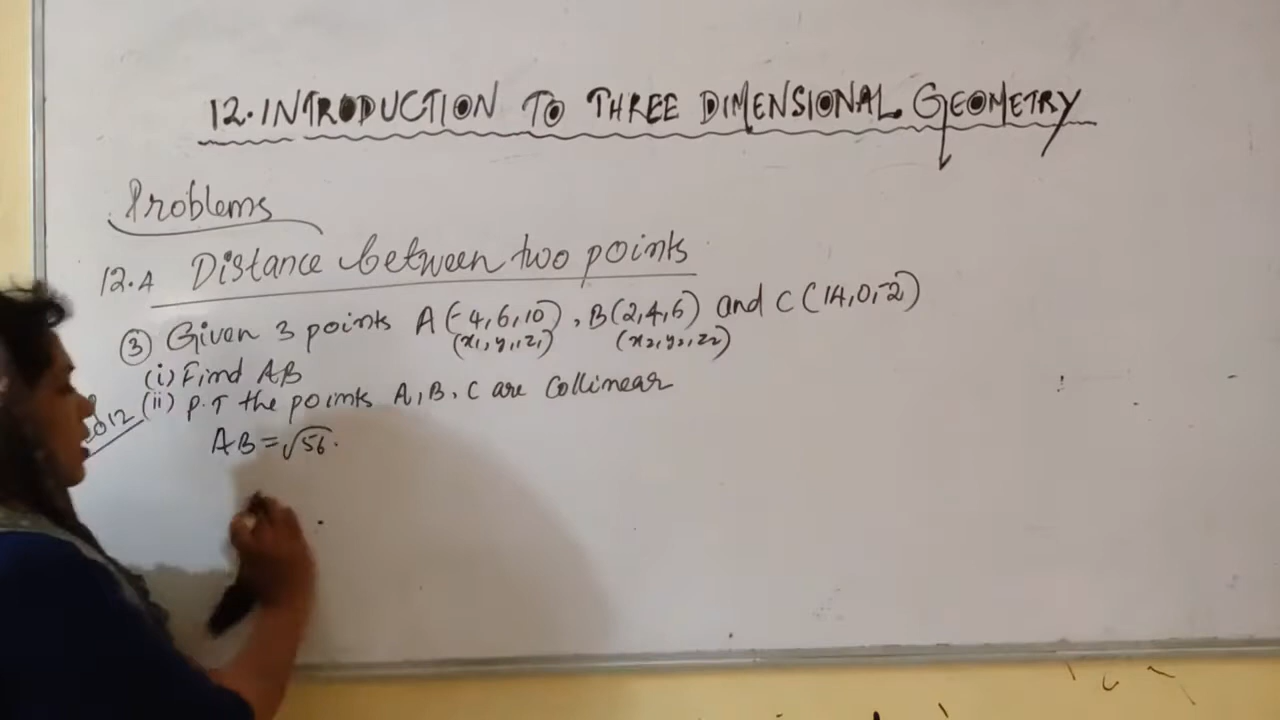 12. INTRODUCTION TO THREE DIMENSIONAL GEOMETRY
Problems
12.A Distance between two points
③ Given 3 points A(-4,6,10), B(2,4,6) and C(14,0,-2)
(x₁,y₁,z₁) (x₂,y₂,z₂)
(i) Find AB
(ii) P.T the points A, B, C are Collinear
AB = √56.